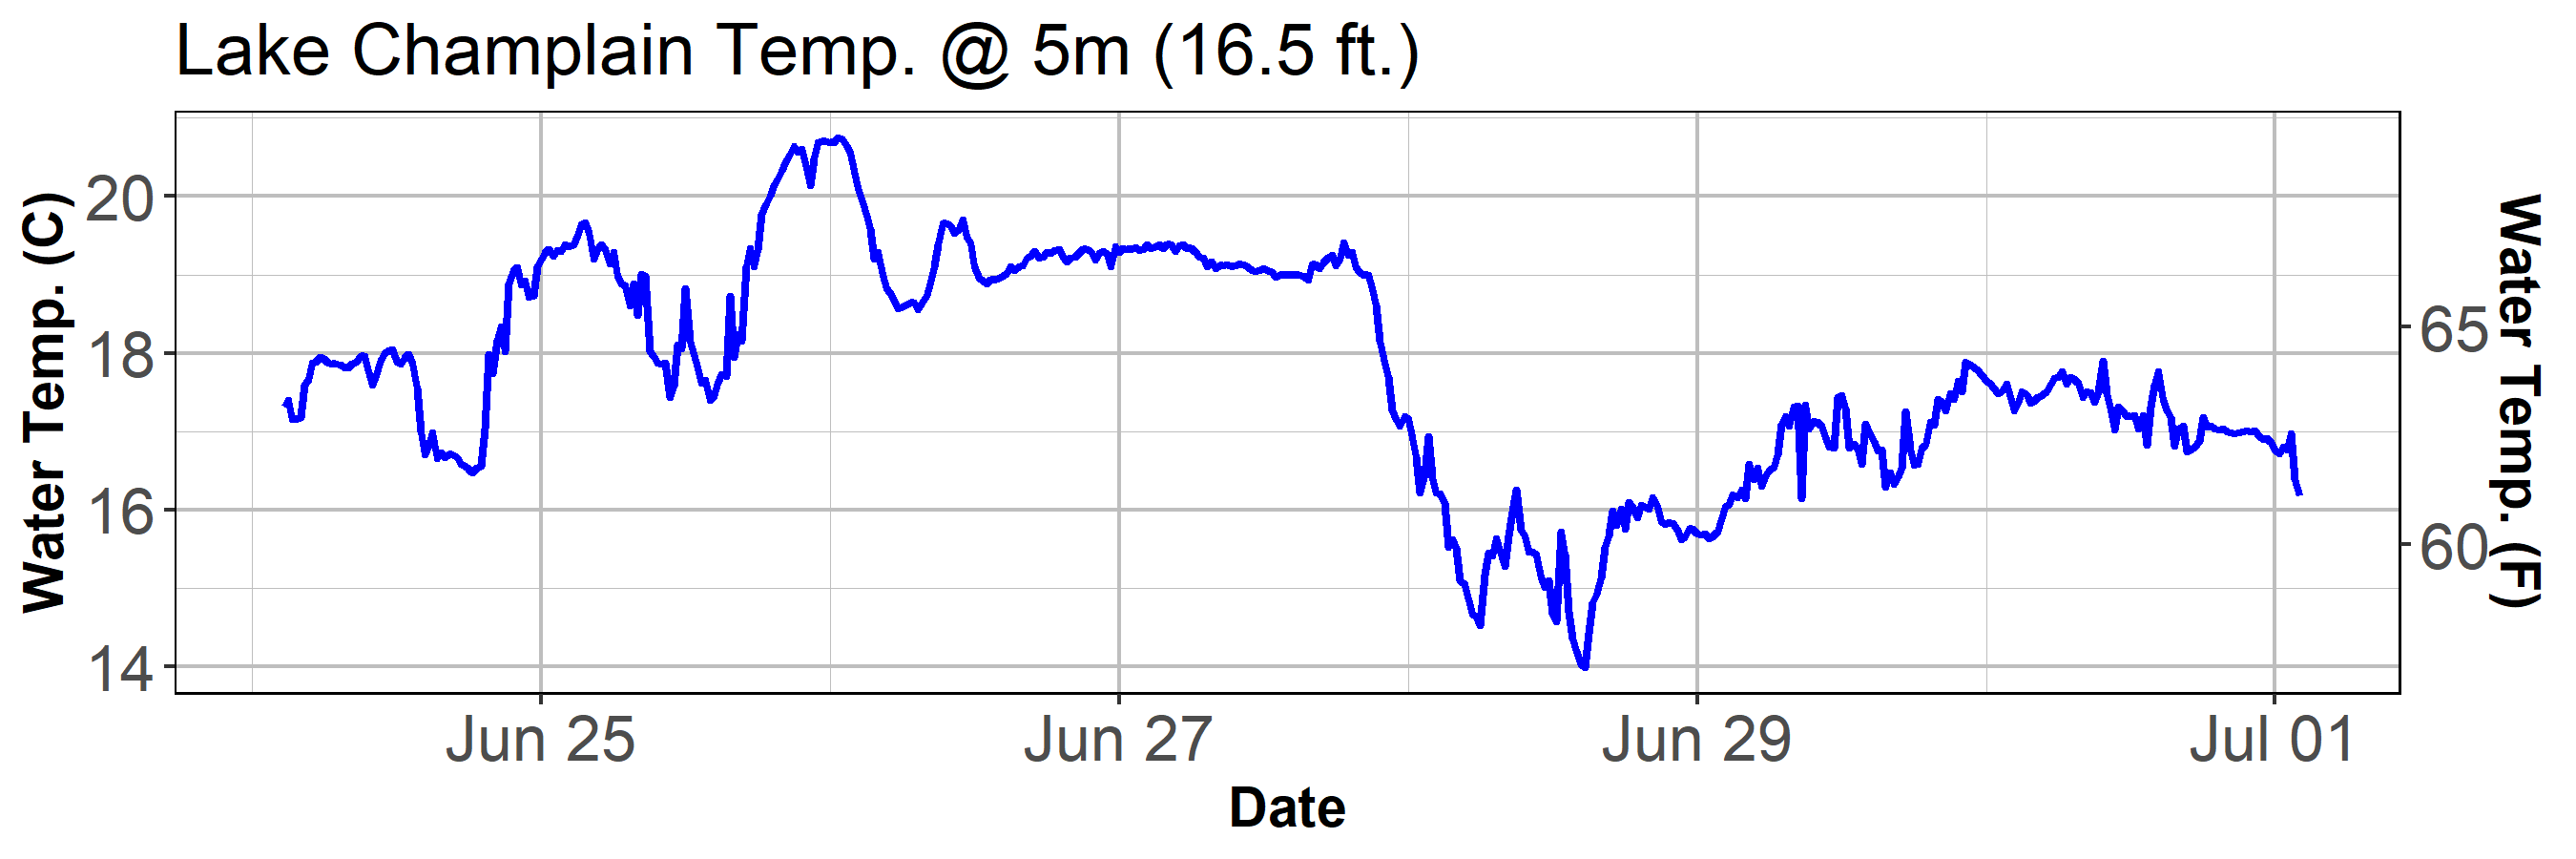 Lake Champlain Temp. @ 5m (16.5 ft.)
Water Temp. (C)
20
18
16
14
65
60
Water Temp. (F)
Jun 25
Jun 27
Jun 29
Jul 01
Date